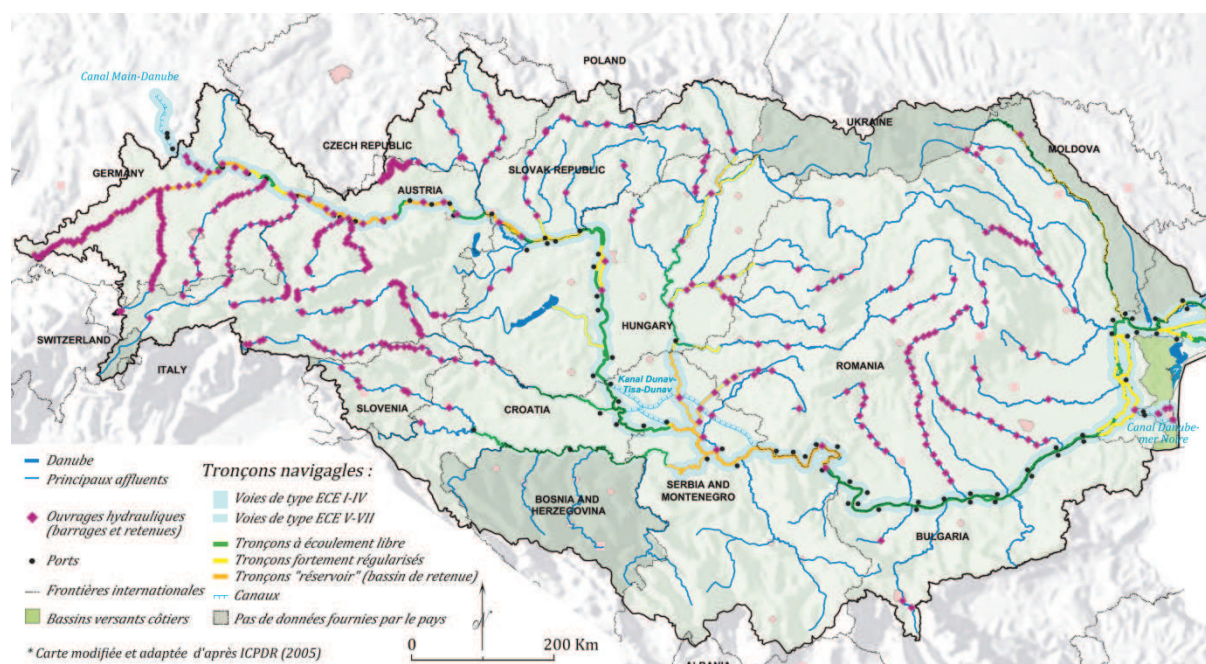 POLAND
Canal Main-Danube
UKRAINE
CZECH REPUBLIC
MOLDOVA
GERMANY
SLOVAK REPUBLIC
AUSTRIA
HUNGARY
SWITZERLAND
ITALY
ROMANIA
Kanal Dunav-
Tisa-Dunav
SLOVENIA
CROATIA
Canal Danube-
mer Noire
SERBIA AND
MONTENEGRO
BOSNIA AND
HERZEGOVINA
BULGARIA
Danube
Principaux affluents
Ouvrages hydrauliques
(barrages et retenues)
Ports
Frontières internationales
Bassins versants côtiers
Tronçons navigagles :
Voies de type ECE I-IV
Voies de type ECE V-VII
Tronçons à écoulement libre
Tronçons fortement régularisés
Tronçons "réservoir" (bassin de retenue)
Canaux
Pas de données fournies par le pays
* Carte modifiée et adaptée d'après ICPDR (2005)
0 200 Km
N
ALBANIA